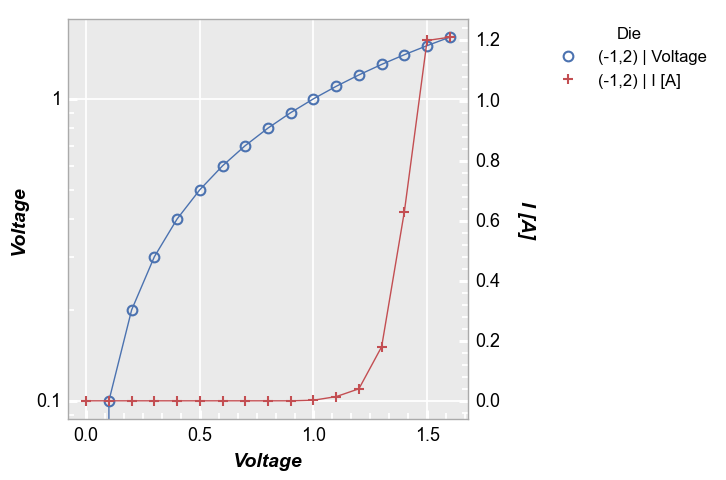 Die
(-1,2) | Voltage
(-1,2) | I [A]
Voltage
1
0.1
1.2
1.0
0.8
0.6
0.4
0.2
0.0
I [A]
0.0 0.5 1.0 1.5
Voltage